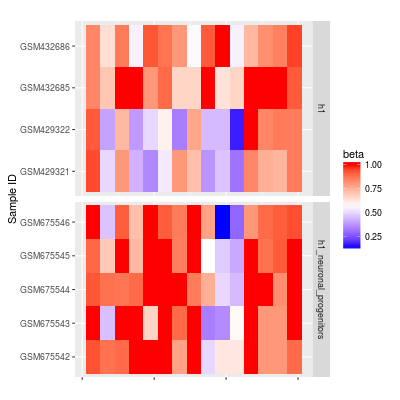 Sample ID
GSM432686
GSM432685
GSM429322
GSM429321
h1
GSM675546
GSM675545
GSM675544
GSM675543
GSM675542
h1_neuronal_progenitors
beta
1.00
0.75
0.50
0.25